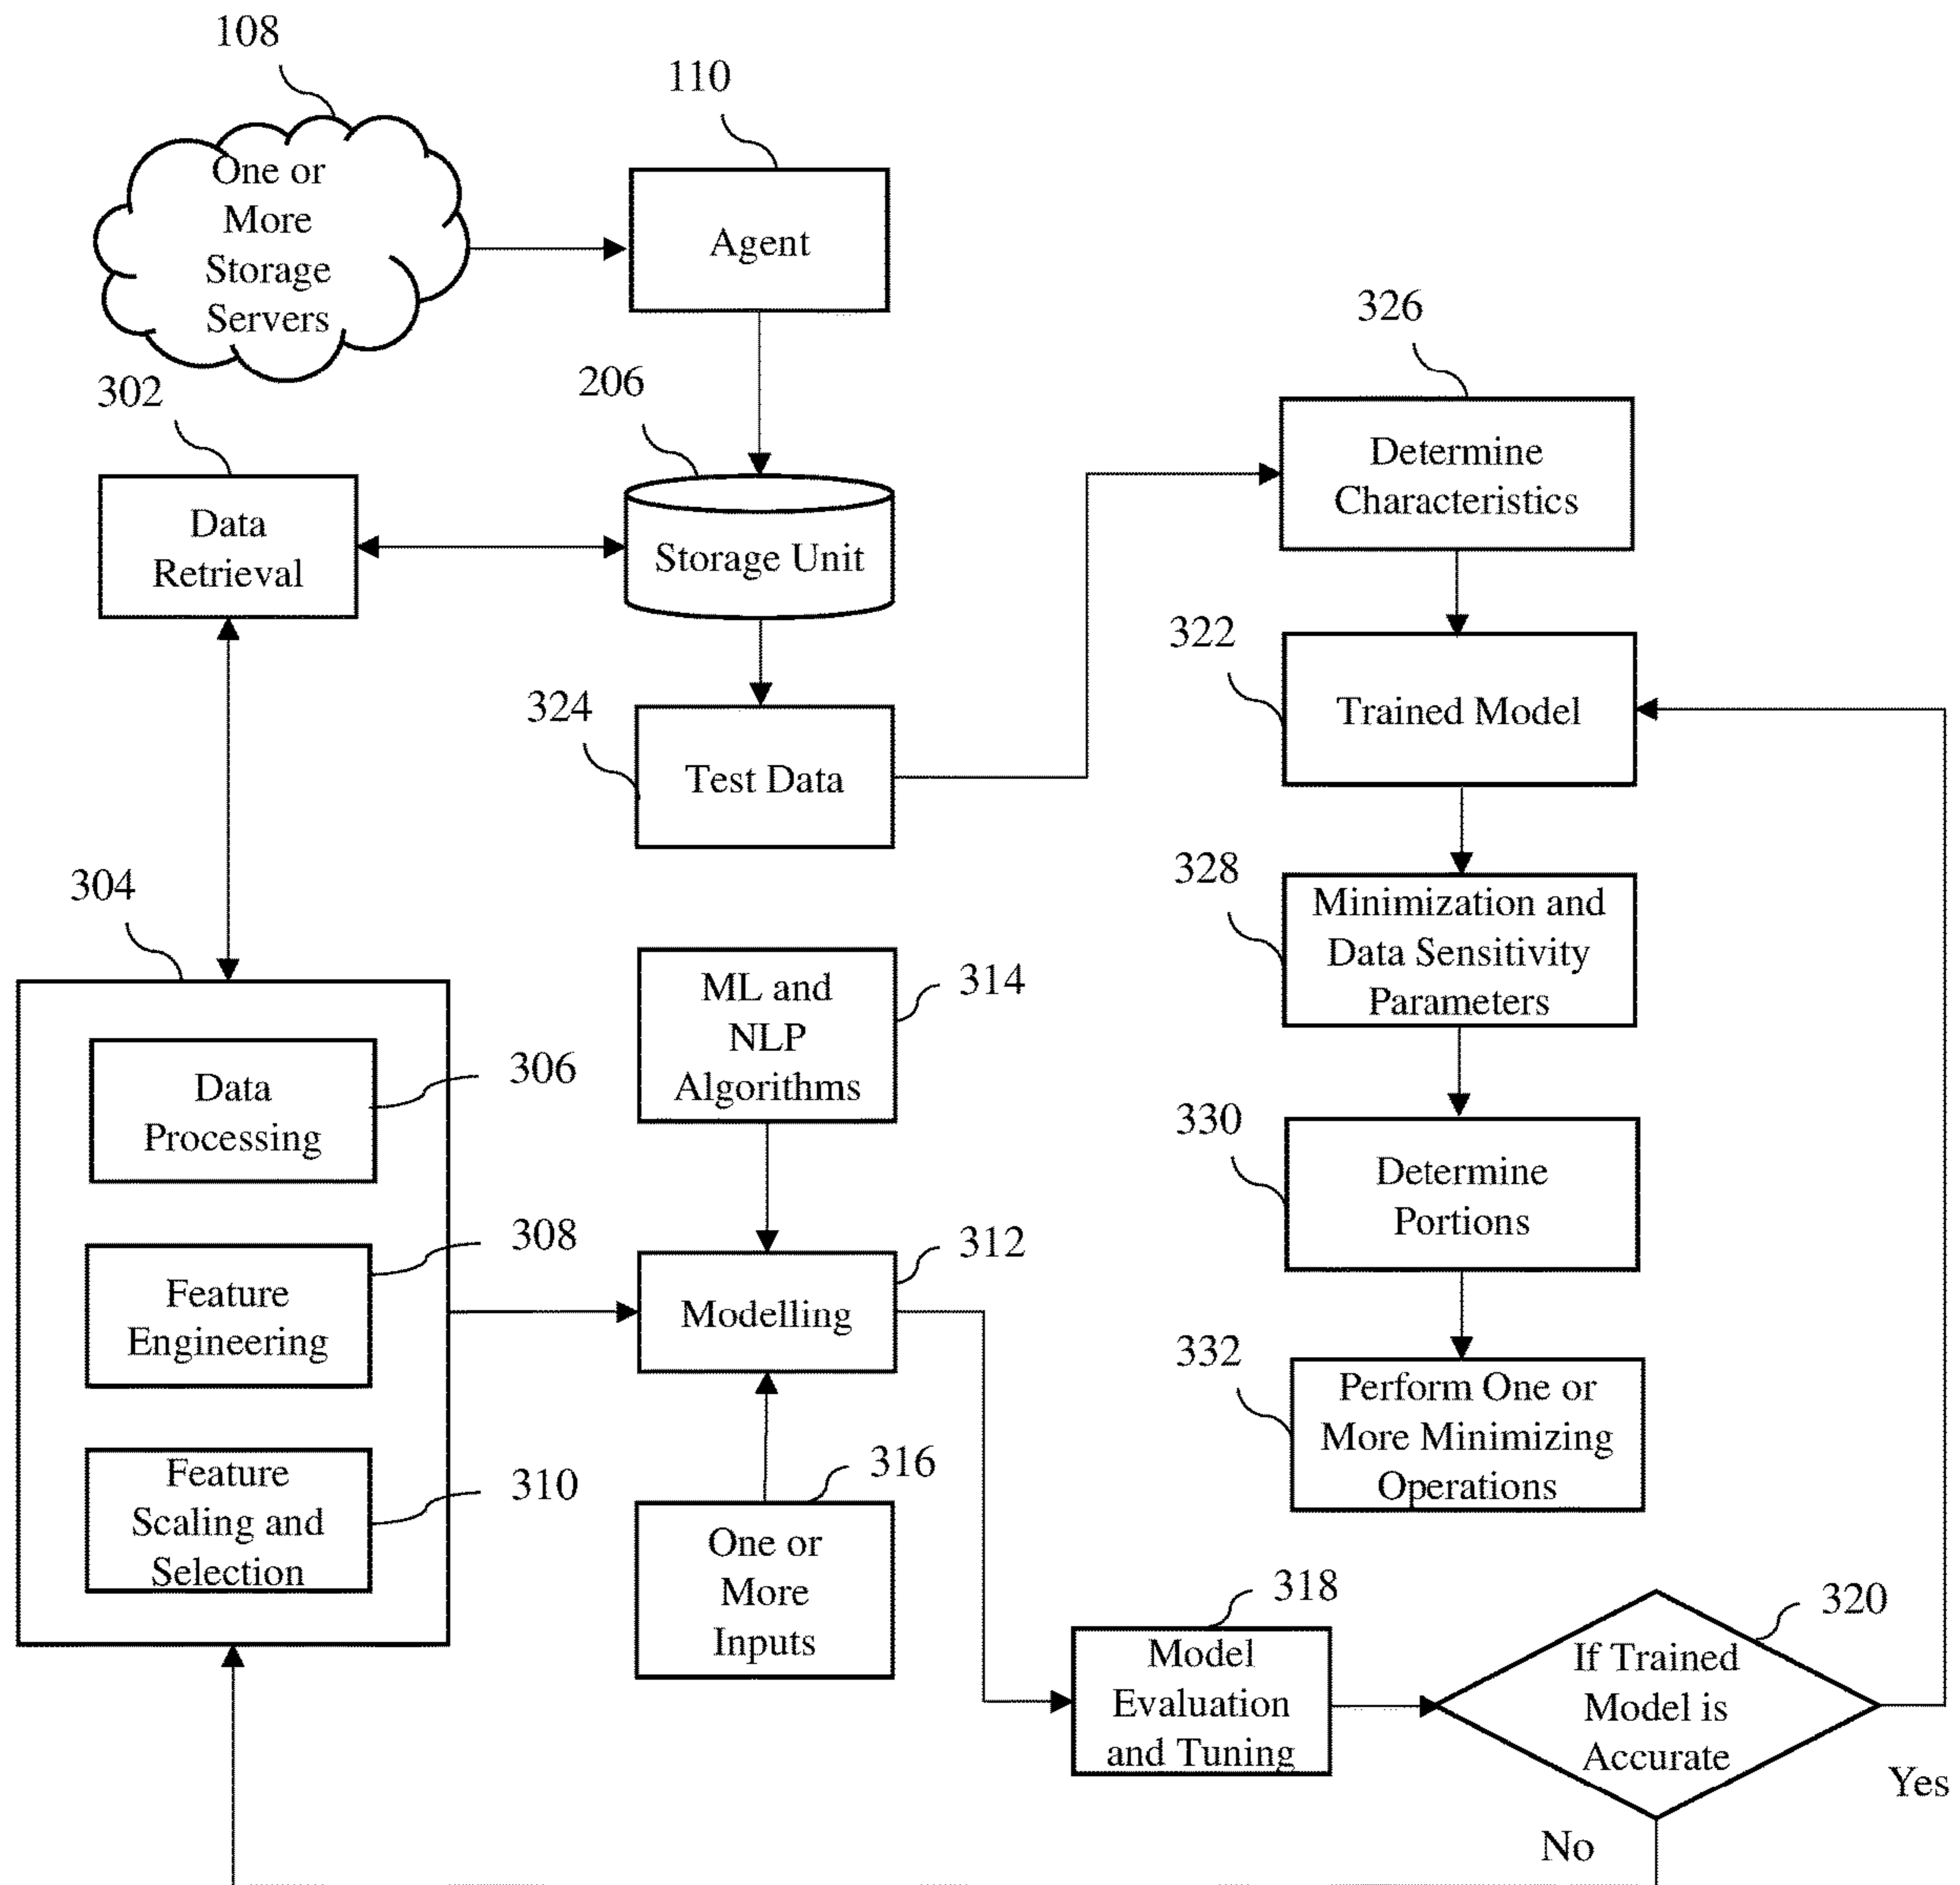 108
One or
More
Storage
Servers
110
Agent
302
Data
Retrieval
206
Storage Unit
324
Test Data
326
Determine
Characteristics
322
Trained Model
328
Minimization and
Data Sensitivity
Parameters
330
Determine
Portions
332
Perform One or
More Minimizing
Operations
304
306
Data
Processing
308
Feature
Engineering
310
Feature
Scaling and
Selection
314
ML and
NLP
Algorithms
312
Modelling
316
One or
More
Inputs
318
Model
Evaluation
and Tuning
320
If Trained
Model is
Accurate
Yes
No